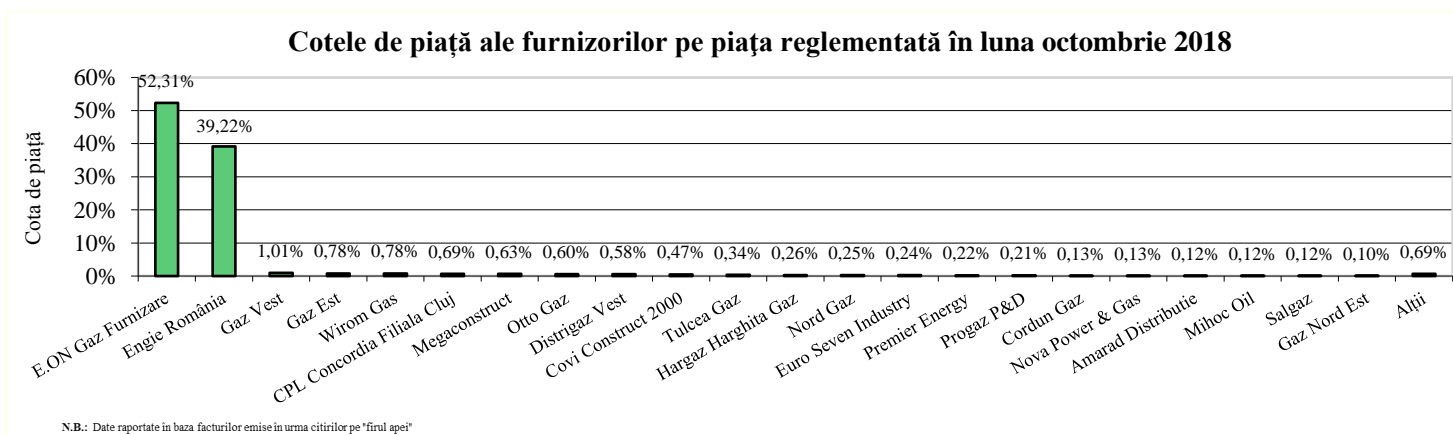 Cotele de piață ale furnizorilor pe piaţa reglementată în luna octombrie 2018
Cota de piață
60%
50%
40%
30%
20%
10%
0%
52,31%
39,22%
1,01%
0,78%
0,78%
0,69%
0,63%
0,60%
0,58%
0,47%
0,34%
0,26%
0,25%
0,24%
0,22%
0,21%
0,13%
0,13%
0,12%
0,12%
0,12%
0,10%
0,69%
E.ON Gaz Furnizare
Engie România
Gaz Vest
Gaz Est
Wirom Gas
CPL Concordia Filiala Cluj
Megaconstruct
Otto Gaz
Distrigaz Vest
Covi Construct 2000
Tulcea Gaz
Hargaz Harghita Gaz
Nord Gaz
Euro Seven Industry
Premier Energy
Progaz P&D
Cordun Gaz
Nova Power & Gas
Amarad Distributie
Mihoc Oil
Salgaz
Gaz Nord Est
Alții
N.B.: Date raportate în baza facturilor emise în urma citirilor pe "firul apei"